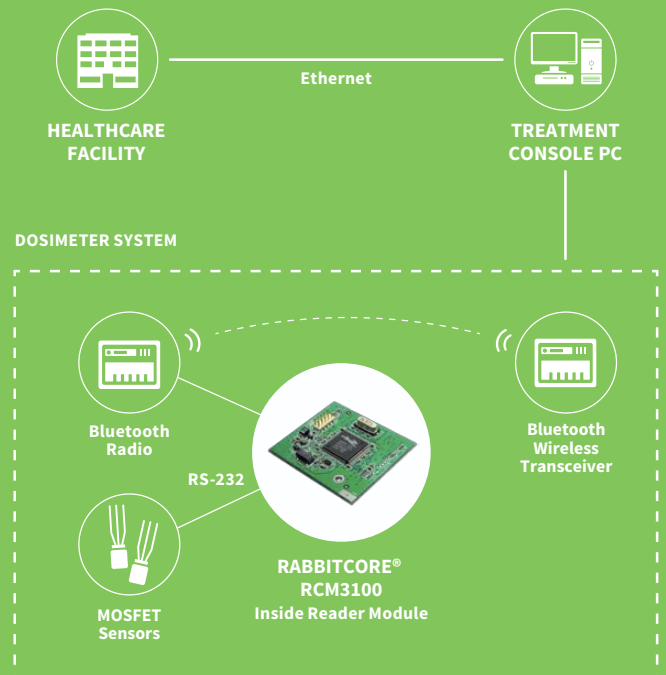 Ethernet
HEALTHCARE
FACILITY
TREATMENT
CONSOLE PC
DOSIMETER SYSTEM
Bluetooth
Radio
Bluetooth
Wireless
Transceiver
RS-232
MOSFET
Sensors
RABBITCORE®
RCM3100
Inside Reader Module